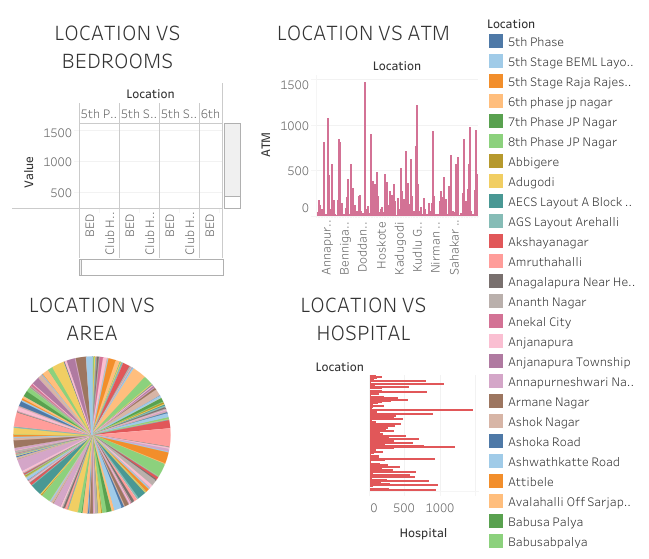 LOCATION VS
BEDROOMS
Location
5th P.. 5th S.. 5th S.. 6th
Value
1500
1000
500
BED
Club H..
BED
Club H..
BED
Club H..
BED
LOCATION VS ATM
Location
ATM
1500
1000
500
0
Annapur..
Benniga..
Doddan..
Hoskote
Kadugodi
Kudlu G..
Nirman..
Sahakar ..
LOCATION VS
AREA
LOCATION VS
HOSPITAL
Location
0 500 1000
Hospital
Location
5th Phase
5th Stage BEML Layo..
5th Stage Raja Rajes..
6th phase jp nagar
7th Phase JP Nagar
8th Phase JP Nagar
Abbigere
Adugodi
AECS Layout A Block ..
AGS Layout Arehalli
Akshayanagar
Amruthahalli
Anagalapura Near He..
Ananth Nagar
Anekal City
Anjanapura
Anjanapura Township
Annapurneshwari Na..
Armane Nagar
Ashok Nagar
Ashoka Road
Ashwathkatte Road
Attibele
Avalahalli Off Sarjap..
Babusa Palya
Babusabpalya